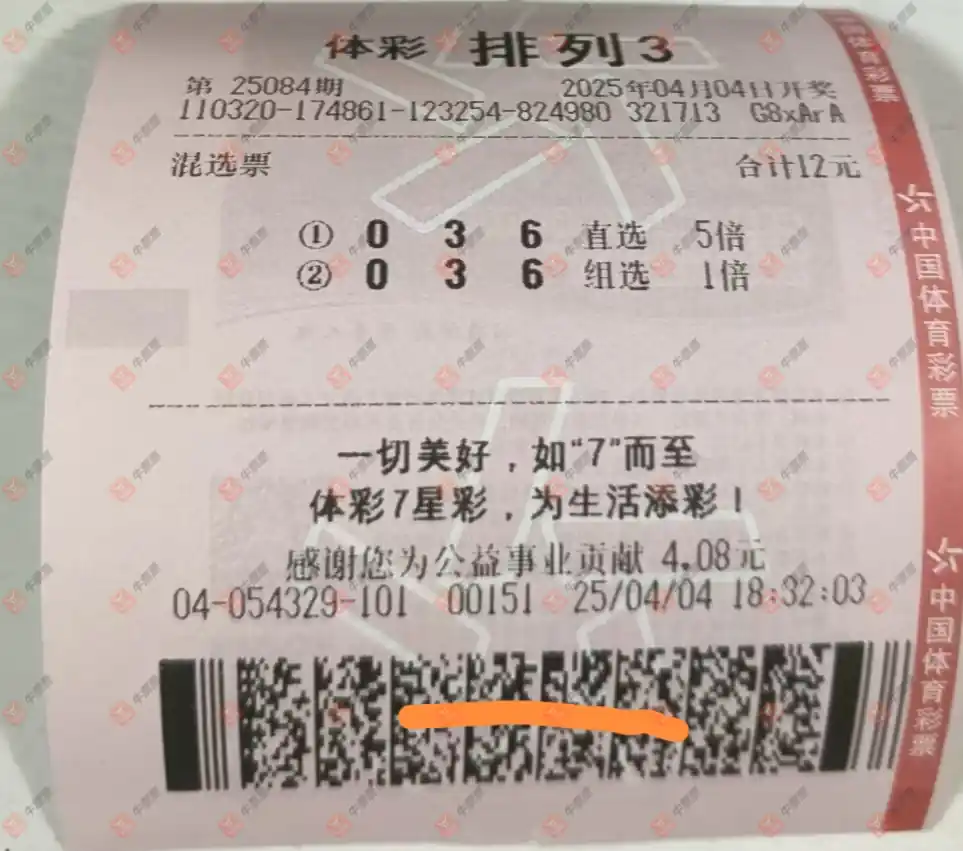 体彩 排列3
第 25084期 2025年04月04日开奖
110320-174861-123254-824980 321713 G8xArA
混选票 合计12元
① 0 3 6 直选 5倍
② 0 3 6 组选 1倍
一切美好，如“7”而至
体彩7星彩，为生活添彩！
感谢您为公益事业贡献 4.08元
04-054329-101 00151 25/04/04 18:32:03
体育彩票
中国体育彩票
中国体育彩票